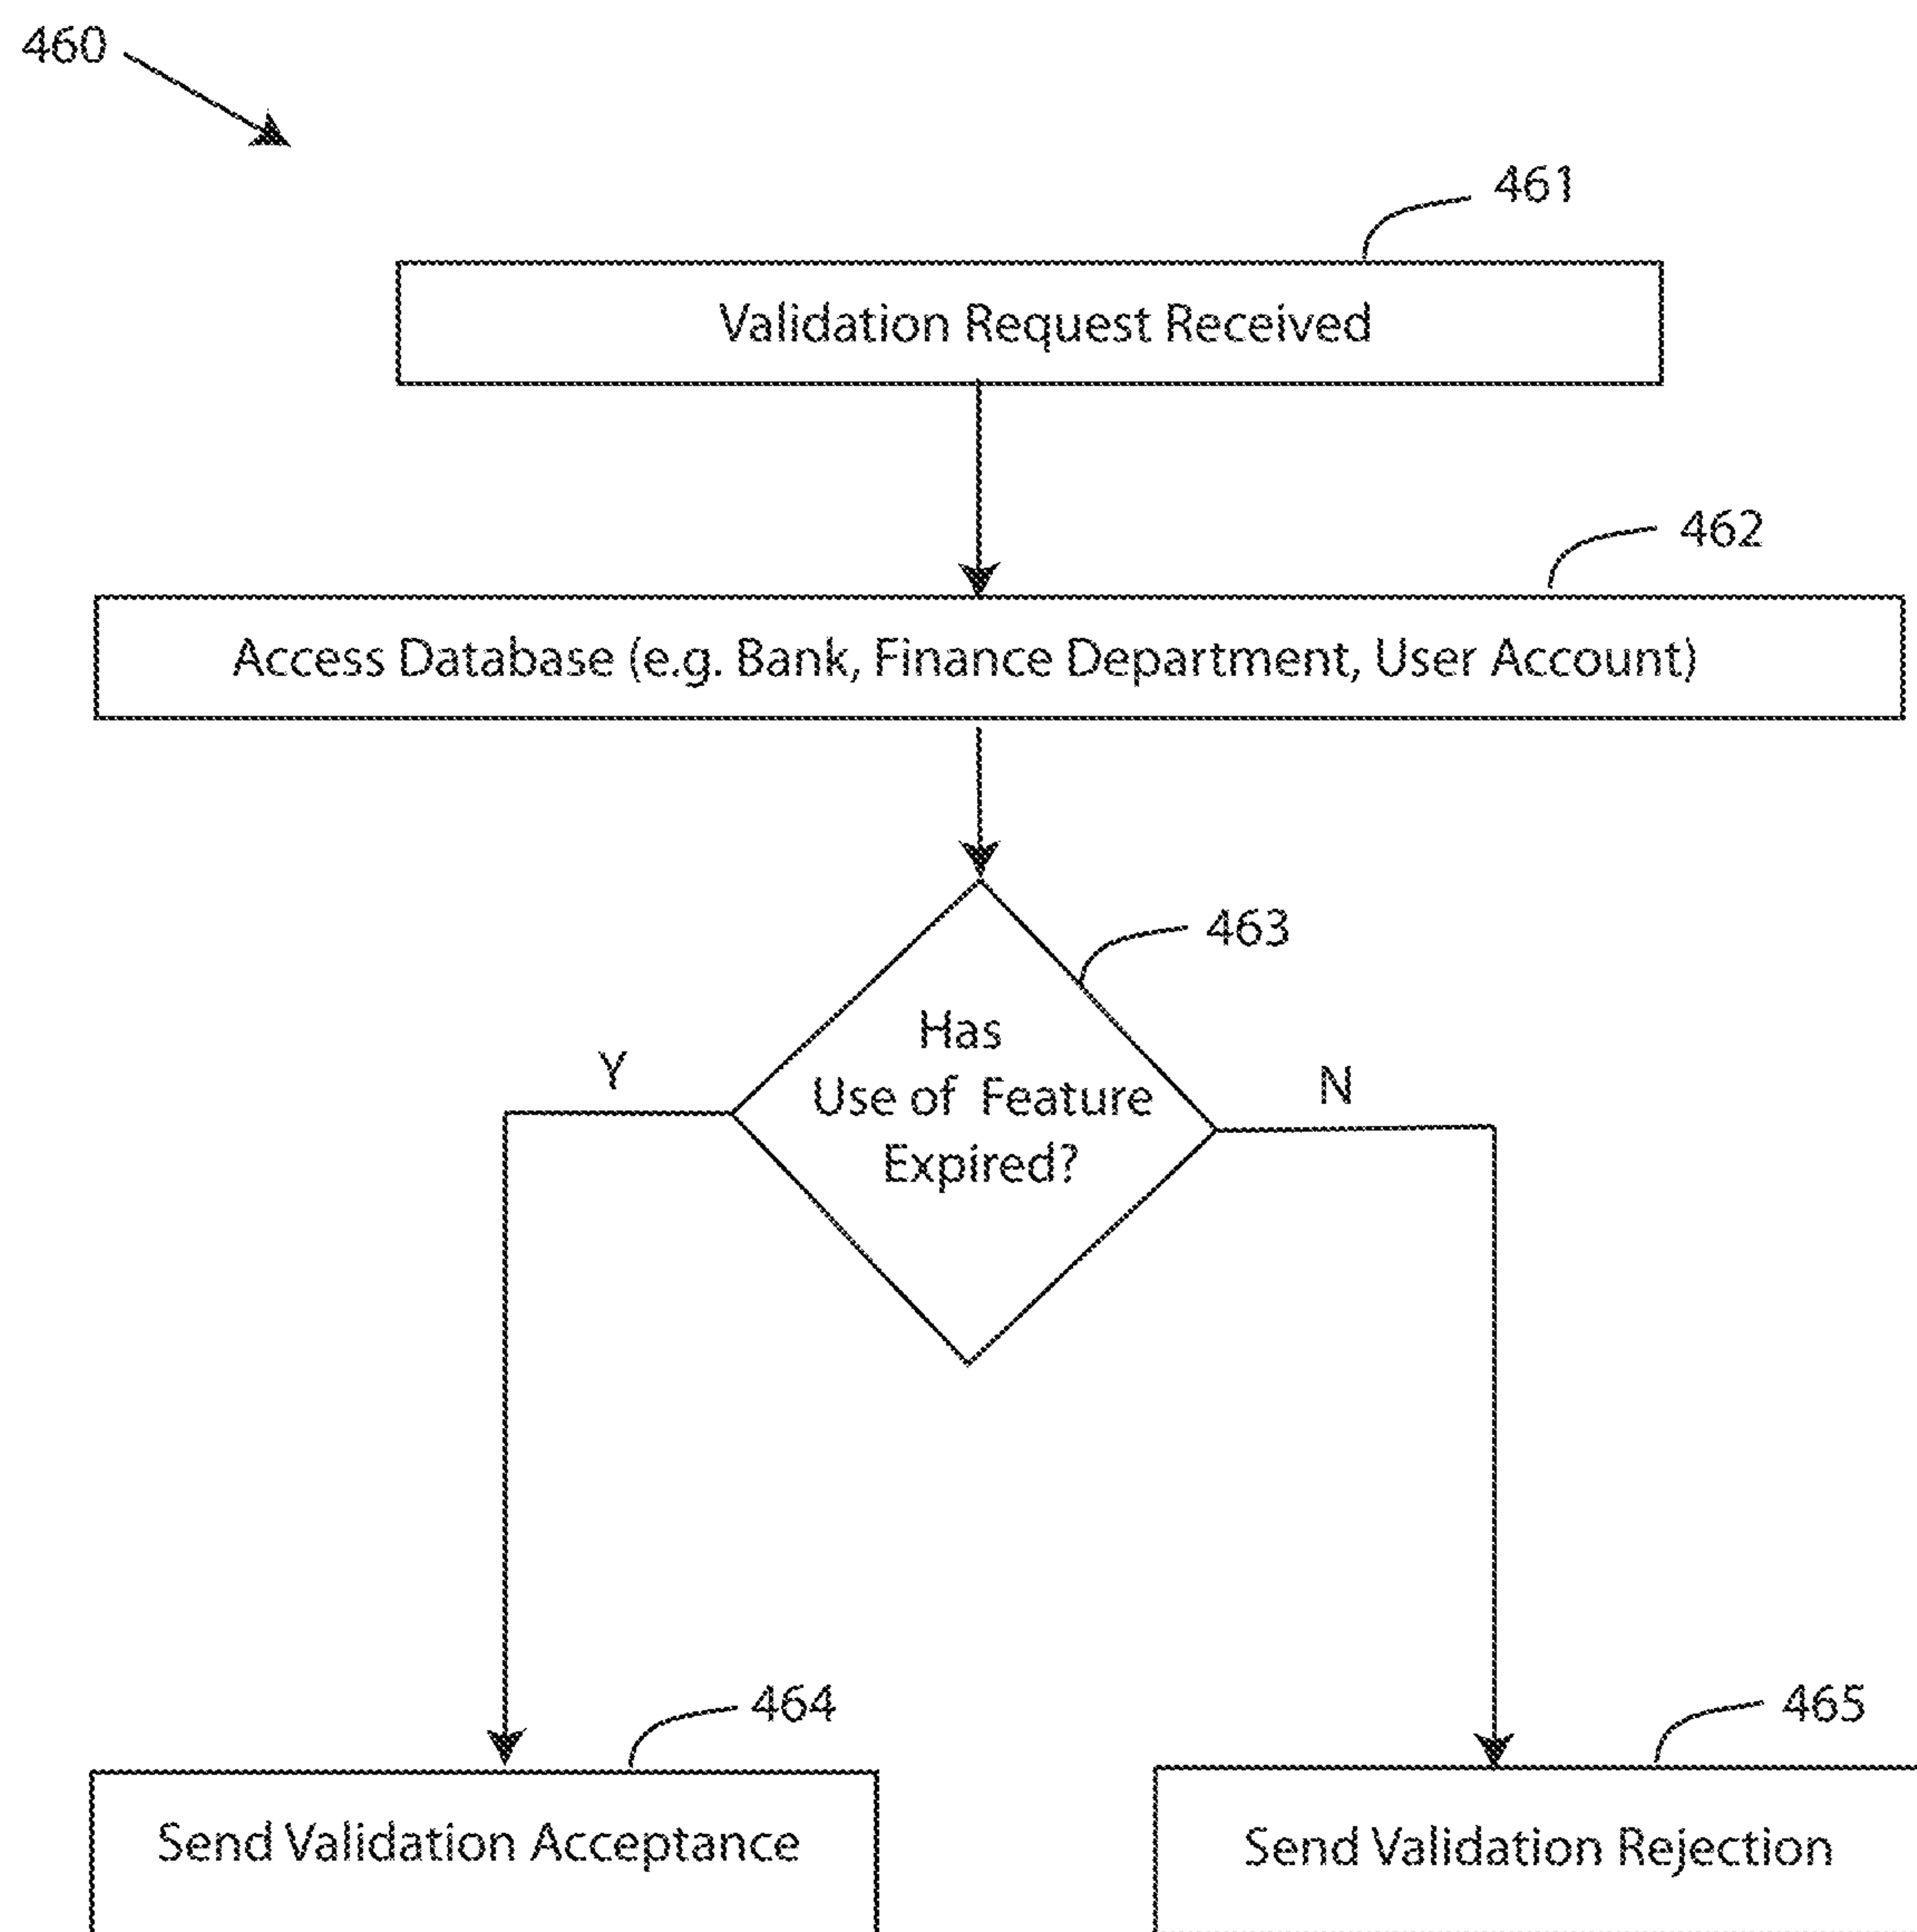 460
461
Validation Request Received
462
Access Database (e.g. Bank, Finance Department, User Account)
463
Has
Use of Feature
Expired?
Y
N
464
Send Validation Acceptance
465
Send Validation Rejection